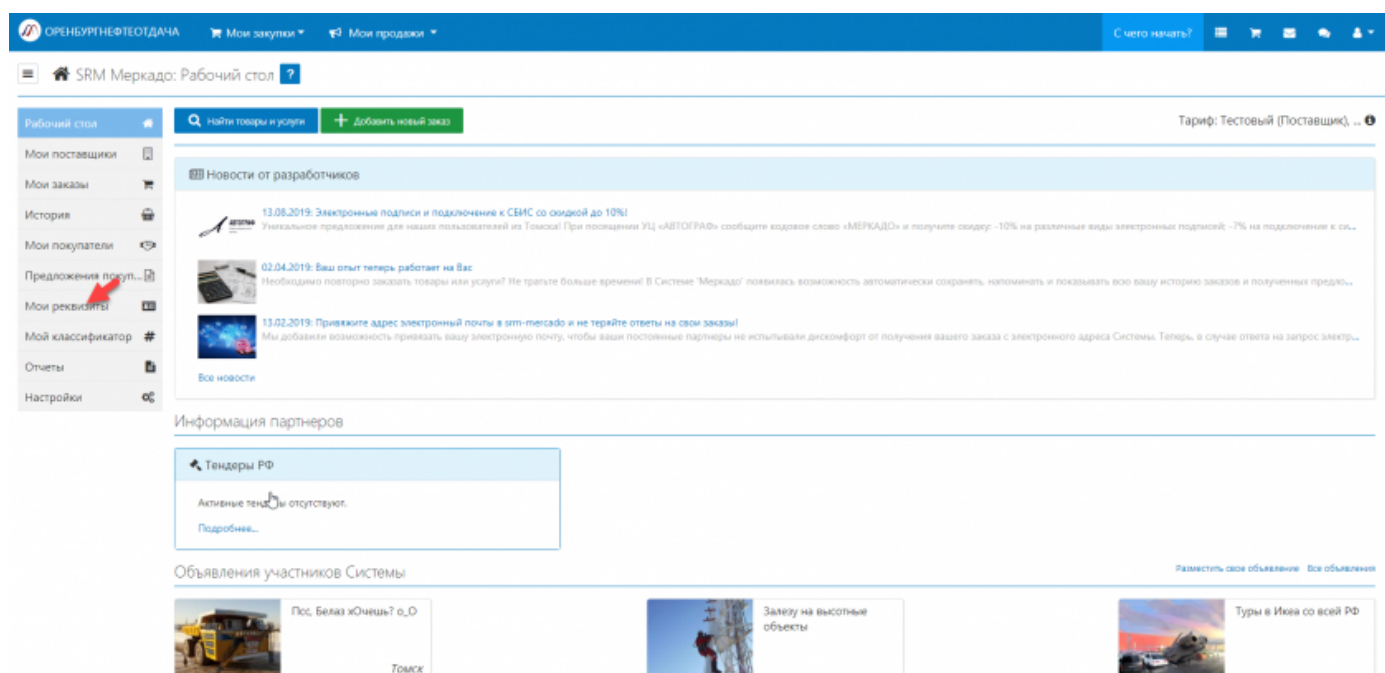 ОРЕНБУРГНЕФТЕОТДАЧА Мои закупки Мои продажи С чего начать?
SRM Меркадо: Рабочий стол ?
Рабочий стол
Мои поставщики
Мои заказы
История
Мои покупатели
Предложения покуп...
Мои реквизиты
Мой классификатор #
Отчеты
Настройки
Найти товары и услуги Добавить новый заказ Тариф: Тестовый (Поставщик), ...
Новости от разработчиков
АВТОГРАФ
13.08.2019: Электронные подписи и подключение к СБИС со скидкой до 10%!
Уникальное предложение для наших пользователей из Томска! При посещении УЦ «АВТОГРАФ» сообщите кодовое слово «МЕРКАДО» и получите скидку: -10% на различные виды электронных подписей; -7% на подключение к си...
02.04.2019: Ваш опыт теперь работает на Вас
Необходимо повторно заказать товары или услуги? Не тратьте больше времени! В Системе 'Меркадо' появилась возможность автоматически сохранять, напоминать и показывать всю вашу историю заказов и полученных предло...
13.02.2019: Привяжите адрес электронный почты в srm-mercado и не теряйте ответы на свои заказы!
Мы добавили возможность привязать вашу электронную почту, чтобы ваши постоянные партнеры не испытывали дискомфорт от получения вашего заказа с электронного адреса Системы. Теперь, в случае ответа на запрос электр...
Все новости
Информация партнеров
Тендеры РФ
Активные тендеры отсутствуют.
Подробнее...
Объявления участников Системы Разместить свое объявление Все объявления
Псс, Белаз хОчешь? о_О
Томск
Залезу на высотные
объекты
Туры в Икеа со всей РФ